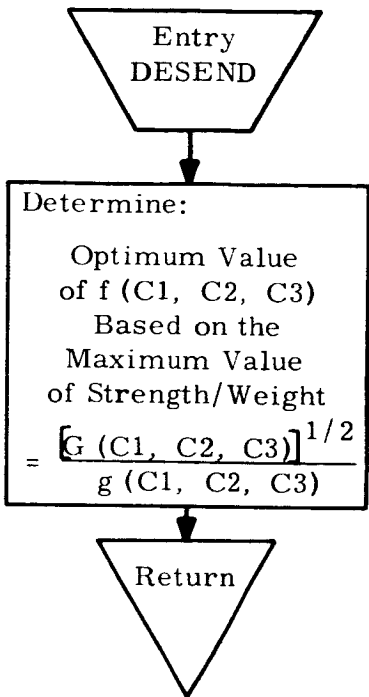 Entry
DESEND
Determine:
Optimum Value
of f (C1, C2, C3)
Based on the
Maximum Value
of Strength/Weight
= [G (C1, C2, C3)]^1/2
g (C1, C2, C3)
Return